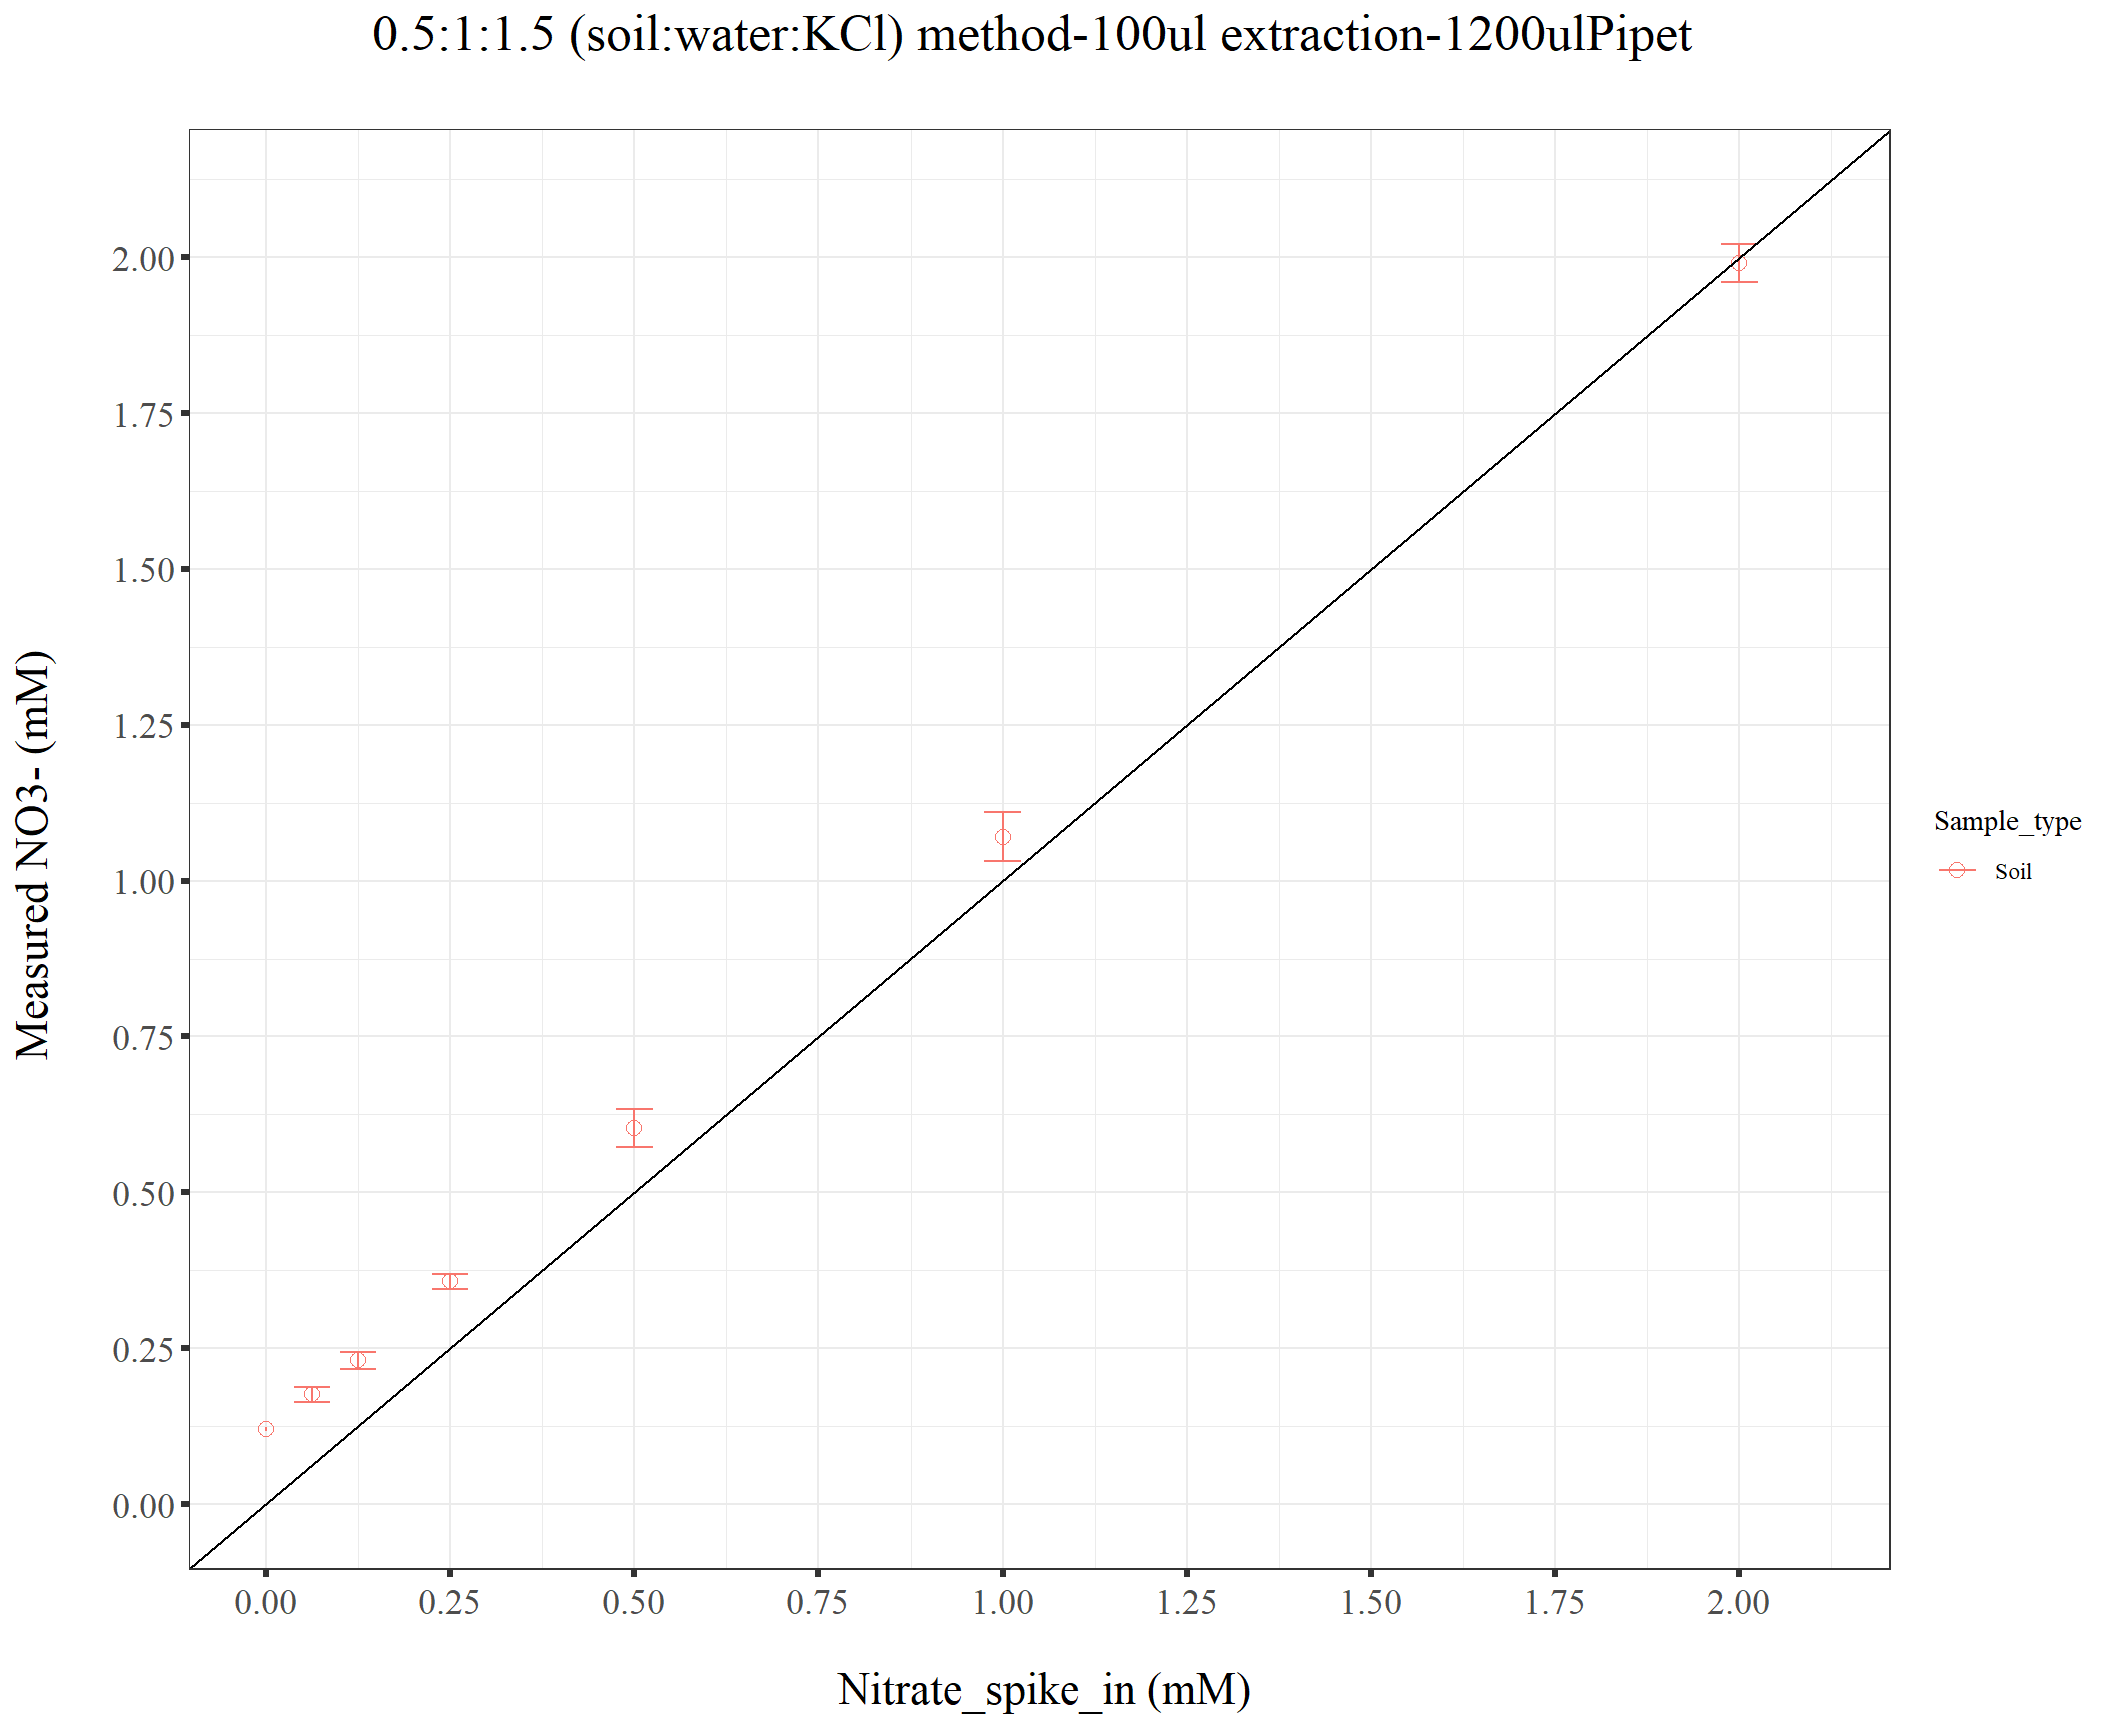 0.5:1:1.5 (soil:water:KCl) method-100ul extraction-1200ulPipet
Measured NO3- (mM)
2.00
1.75
1.50
1.25
1.00
0.75
0.50
0.25
0.00
0.00 0.25 0.50 0.75 1.00 1.25 1.50 1.75 2.00
Nitrate_spike_in (mM)
Sample_type
Soil